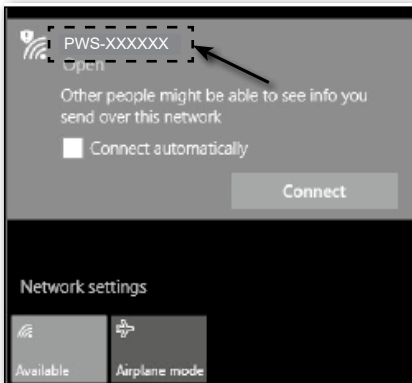 PWS-XXXXXX
Open
Other people might be able to see info you
send over this network
Connect automatically
Connect
Network settings
Available
Airplane mode